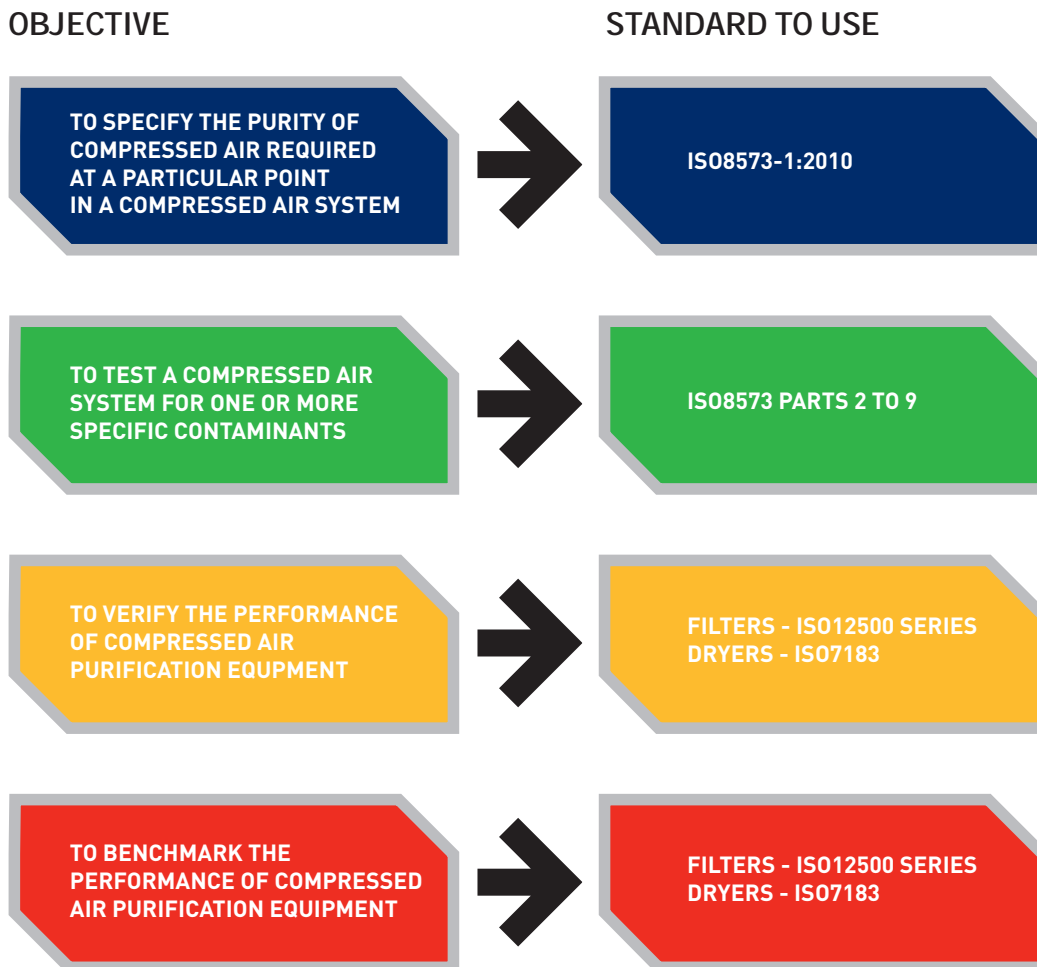 OBJECTIVE
STANDARD TO USE
TO SPECIFY THE PURITY OF
COMPRESSED AIR REQUIRED
AT A PARTICULAR POINT
IN A COMPRESSED AIR SYSTEM
ISO8573-1:2010
TO TEST A COMPRESSED AIR
SYSTEM FOR ONE OR MORE
SPECIFIC CONTAMINANTS
ISO8573 PARTS 2 TO 9
TO VERIFY THE PERFORMANCE
OF COMPRESSED AIR
PURIFICATION EQUPMENT
FILTERS - ISO12500 SERIES
DRYERS - ISO7183
TO BENCHMARK THE
PERFORMANCE OF COMPRESSED
AIR PURIFICATION EQUIPMENT
FILTERS - ISO12500 SERIES
DRYERS - ISO7183